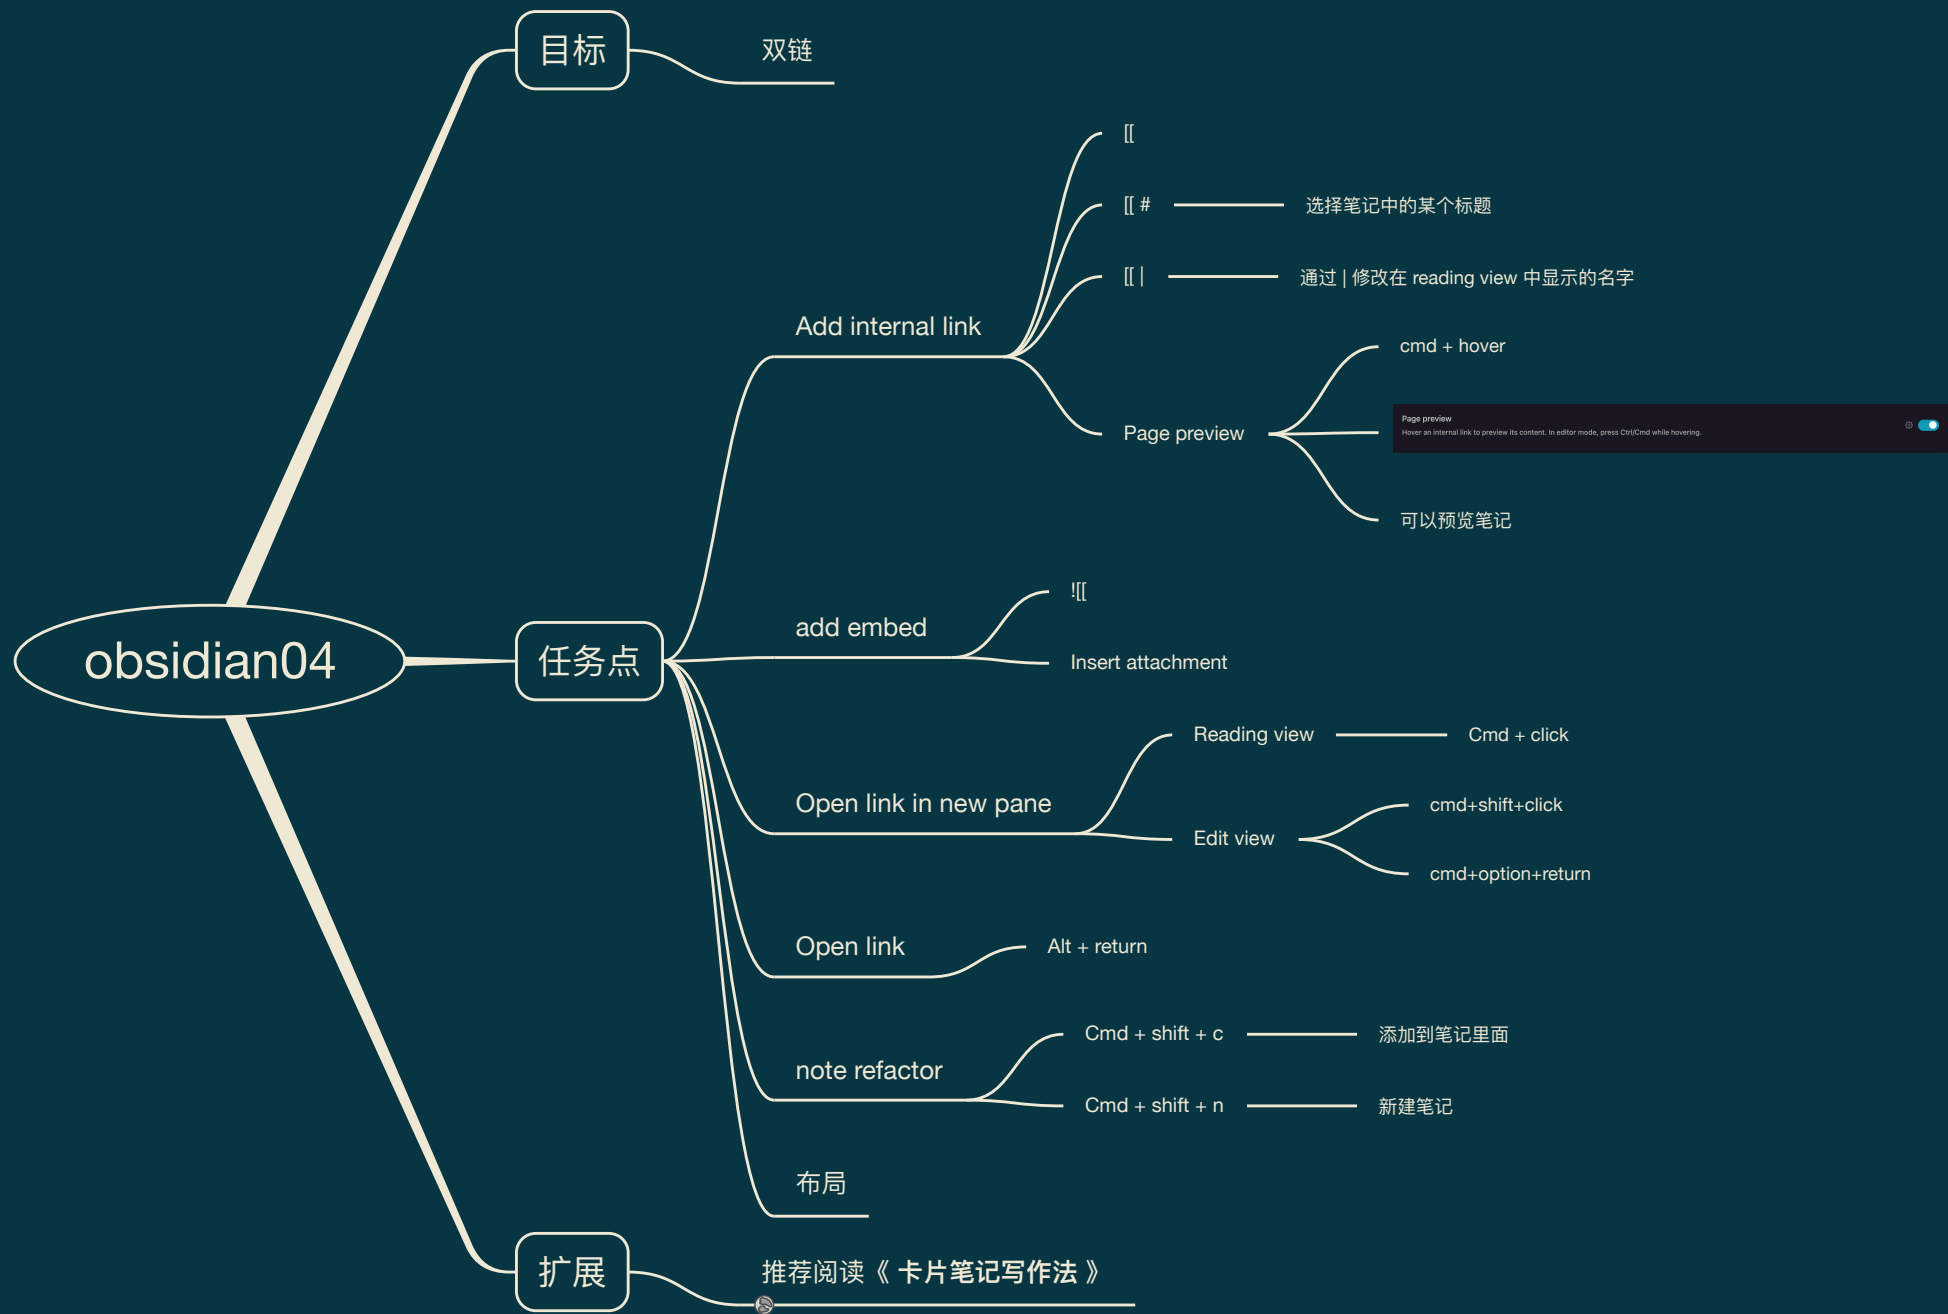 目标
双链
[[
[[ #
选择笔记中的某个标题
[[ |
通过 | 修改在 reading view 中显示的名字
Add internal link
cmd + hover
Page preview
Page preview
Hover an internal link to preview its content. In editor mode, press Ctrl/Cmd while hovering.
可以预览笔记
obsidian04
任务点
add embed
![[
Insert attachment
Open link in new pane
Reading view
Cmd + click
Edit view
cmd+shift+click
cmd+option+return
Open link
Alt + return
note refactor
Cmd + shift + c
添加到笔记里面
Cmd + shift + n
新建笔记
布局
扩展
推荐阅读《 卡片笔记写作法 》